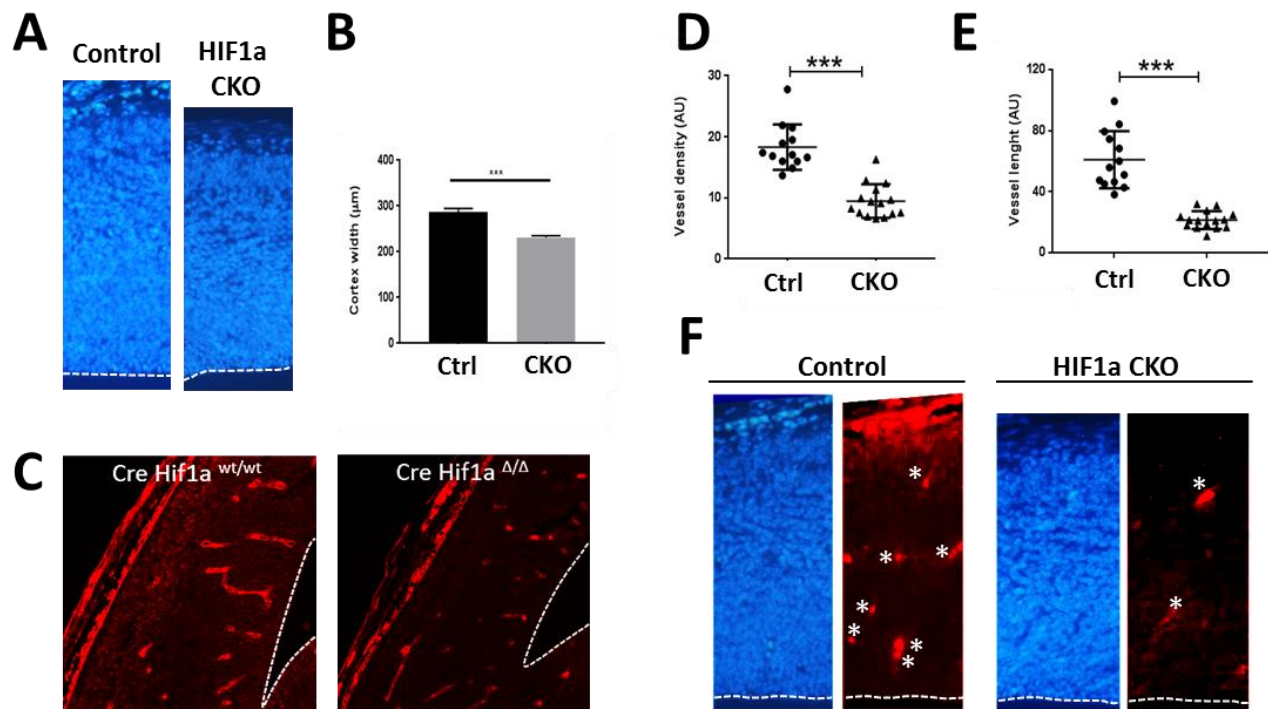 A
Control
HIF1a
CKO
B
Cortex width (µm)
400
300
200
100
0
***
Ctrl
CKO
C
Cre Hif1a wt/wt
Cre Hif1a Δ/Δ
D
Vessel density (AU)
30
20
10
0
***
Ctrl
CKO
E
Vessel lenght (AU)
120
80
40
0
***
Ctrl
CKO
F
Control
HIF1a CKO
*
*
*
*
*
*
*
*
*